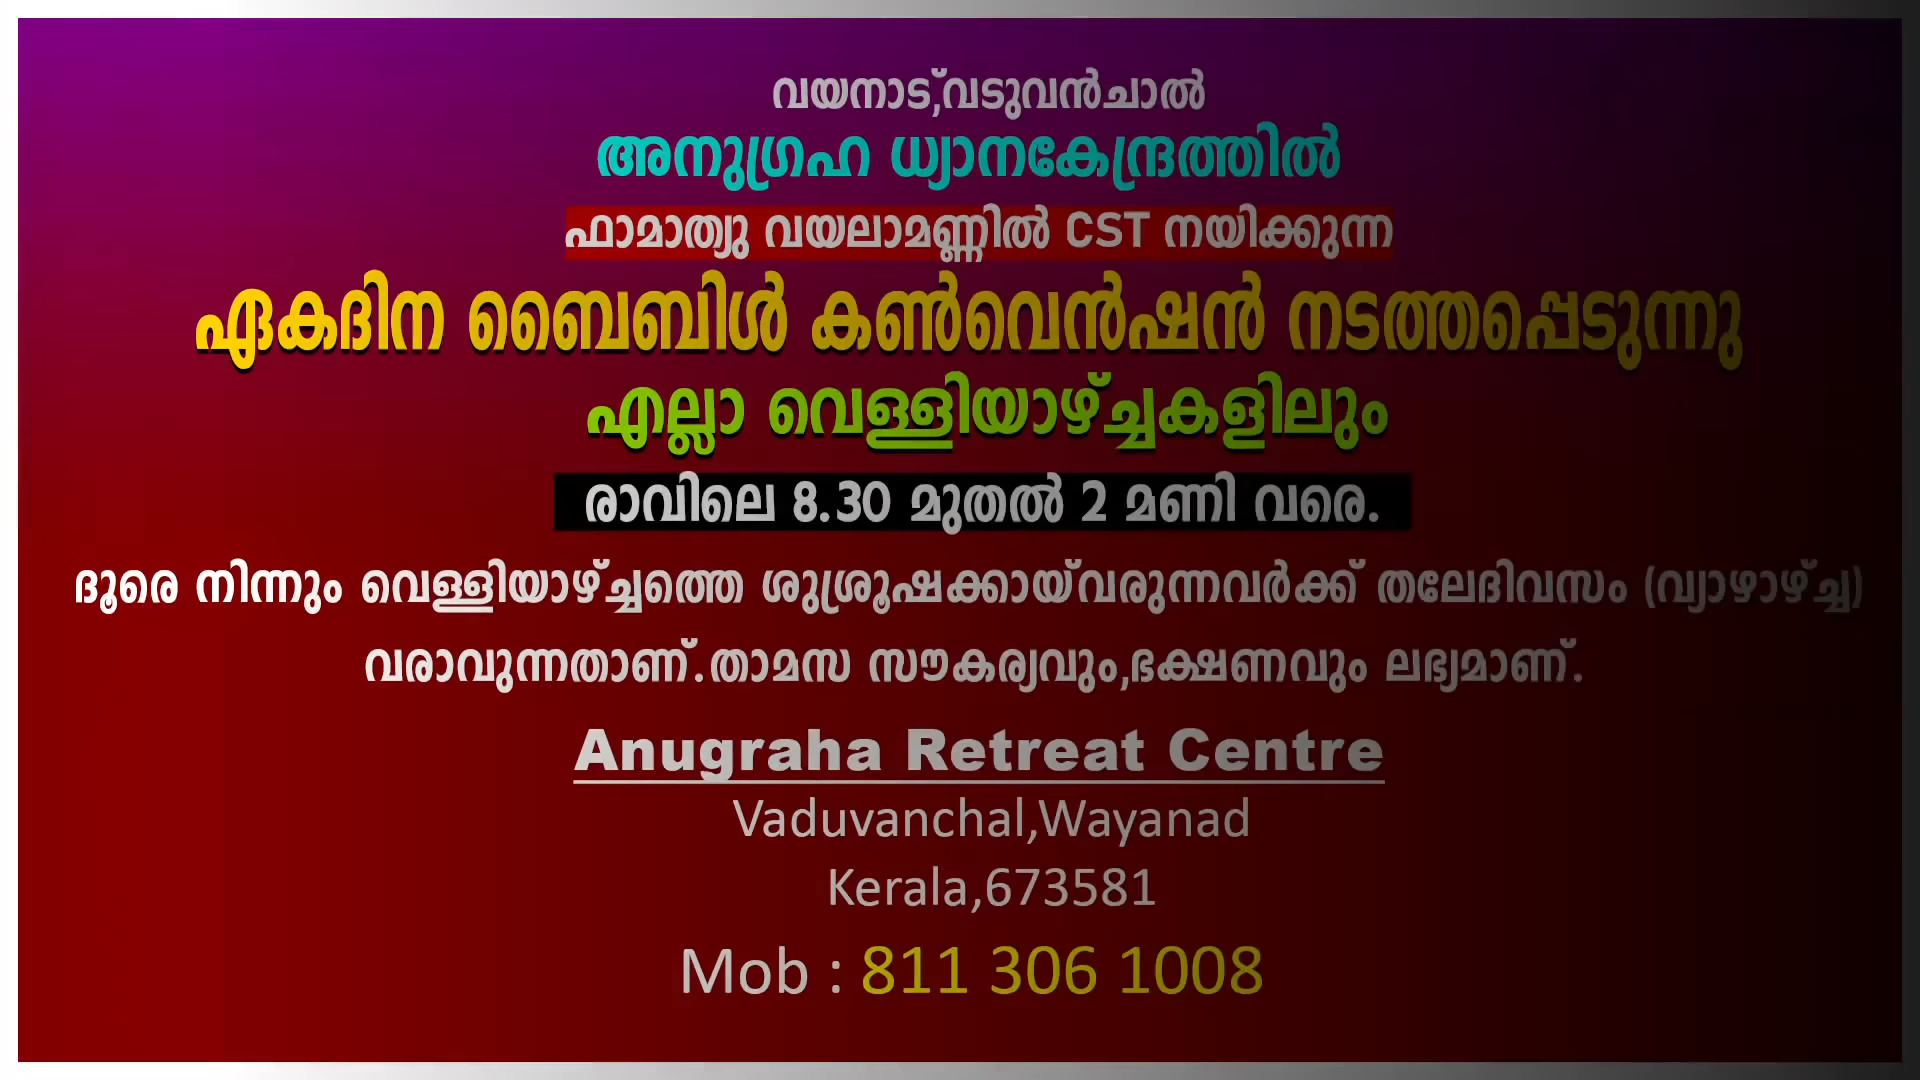 വയനാട്,വടുവൻചാൽ
അനുഗ്രഹ ധ്യാനകേന്ദ്രത്തിൽ
ഫാമാത്യു വയലാമണ്ണിൽ CST നയിക്കുന്ന
ഏകദിന ബൈബിൾ കൺവെൻഷൻ നടത്തപ്പെടുന്നു
എല്ലാ വെള്ളിയാഴ്ച്ചകളിലും
രാവിലെ 8.30 മുതൽ 2 മണി വരെ.
ദൂരെ നിന്നും വെള്ളിയാഴ്ച്ചത്തെ ശുശ്രൂഷക്കായ്‌വരുന്നവർക്ക് തലേദിവസം (വ്യാഴാഴ്ച്ച)
വരാവുന്നതാണ്.താമസ സൗകര്യവും,ഭക്ഷണവും ലഭ്യമാണ്.
Anugraha Retreat Centre
Vaduvanchal,Wayanad
Kerala,673581
Mob : 811 306 1008